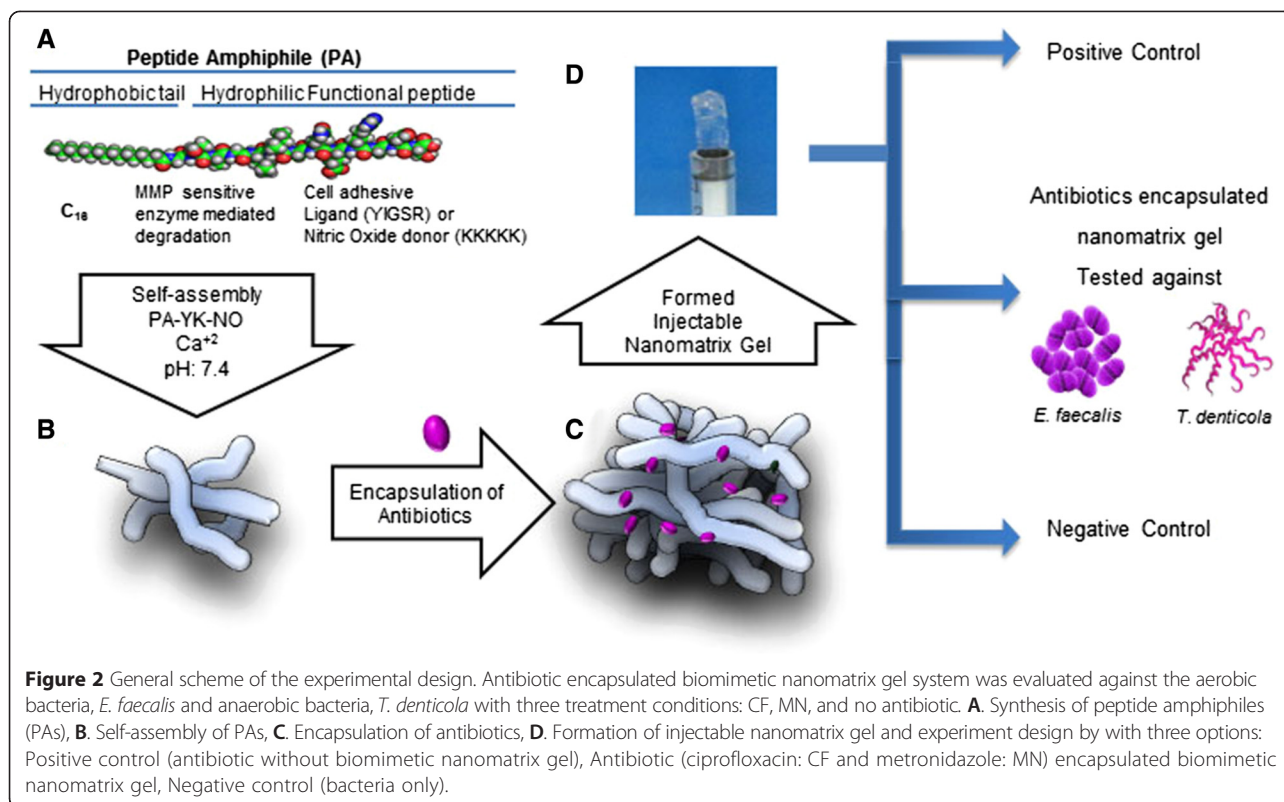 A
Peptide Amphiphile (PA)
Hydrophobic tail
Hydrophilic Functional peptide
C₁₆
MMP sensitive
enzyme mediated
degradation
Cell adhesive
Ligand (YIGSR) or
Nitric Oxide donor (KKKKK)
Self-assembly
PA-YK-NO
Ca⁺²
pH: 7.4
B
Encapsulation of
Antibiotics
C
Formed
Injectable
Nanomatrix Gel
D
Positive Control
Antibiotics encapsulated
nanomatrix gel
Tested against
E. faecalis
T. denticola
Negative Control
Figure 2 General scheme of the experimental design. Antibiotic encapsulated biomimetic nanomatrix gel system was evaluated against the aerobic
bacteria, E. faecalis and anaerobic bacteria, T. denticola with three treatment conditions: CF, MN, and no antibiotic. A. Synthesis of peptide amphiphiles
(PAs), B. Self-assembly of PAs, C. Encapsulation of antibiotics, D. Formation of injectable nanomatrix gel and experiment design by with three options:
Positive control (antibiotic without biomimetic nanomatrix gel), Antibiotic (ciprofloxacin: CF and metronidazole: MN) encapsulated biomimetic
nanomatrix gel, Negative control (bacteria only).